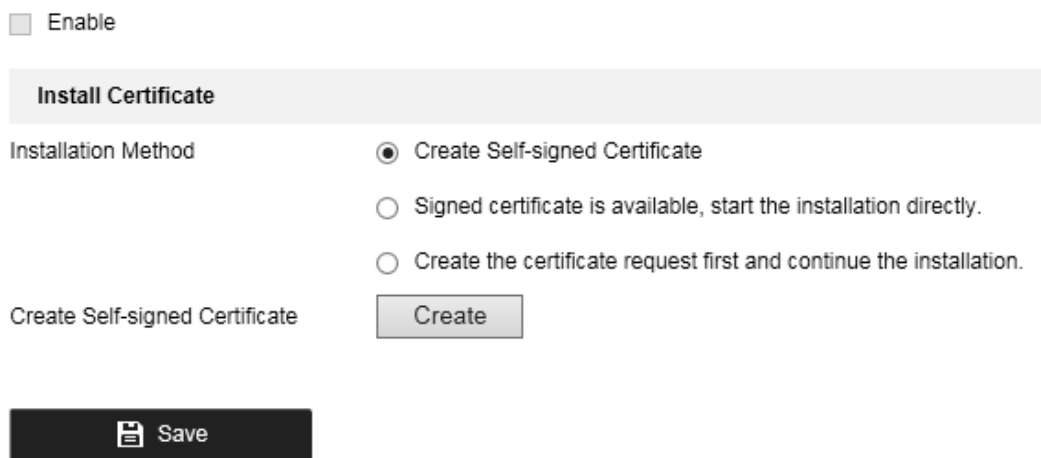 Enable
Install Certificate
Installation Method
Create Self-signed Certificate
Signed certificate is available, start the installation directly.
Create the certificate request first and continue the installation.
Create Self-signed Certificate
Create
Save